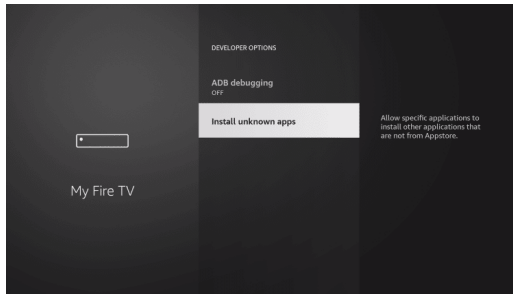 DEVELOPER OPTIONS
ADB debugging
OFF
Install unknown apps
Allow specific applications to
install other applications that
are not from Appstore.
My Fire TV